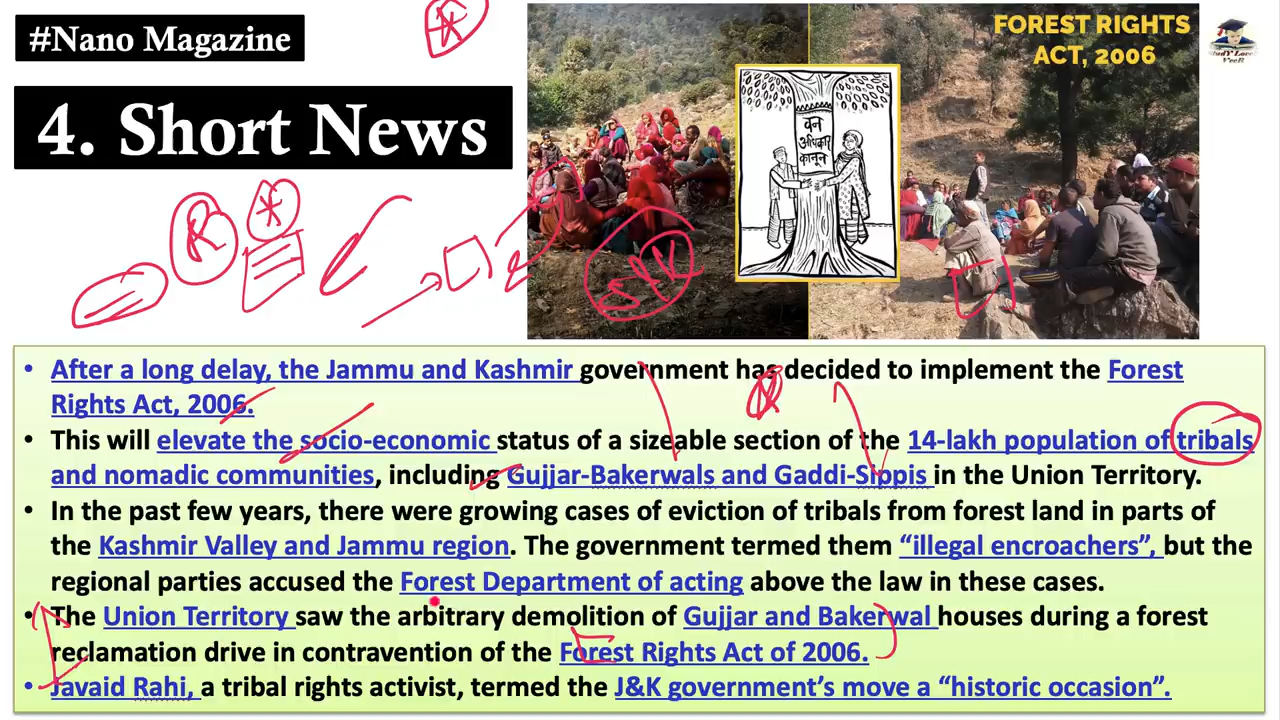 #Nano Magazine
4. Short News
FOREST RIGHTS
ACT, 2006
वन
अधिकार
कानून
R
SPK
• After a long delay, the Jammu and Kashmir government has decided to implement the Forest
Rights Act, 2006.
• This will elevate the socio-economic status of a sizeable section of the 14-lakh population of tribals
and nomadic communities, including Gujjar-Bakerwals and Gaddi-Sippis in the Union Territory.
• In the past few years, there were growing cases of eviction of tribals from forest land in parts of
the Kashmir Valley and Jammu region. The government termed them “illegal encroachers”, but the
regional parties accused the Forest Department of acting above the law in these cases.
• The Union Territory saw the arbitrary demolition of Gujjar and Bakerwal houses during a forest
reclamation drive in contravention of the Forest Rights Act of 2006.
• Javaid Rahi, a tribal rights activist, termed the J&K government’s move a “historic occasion”.